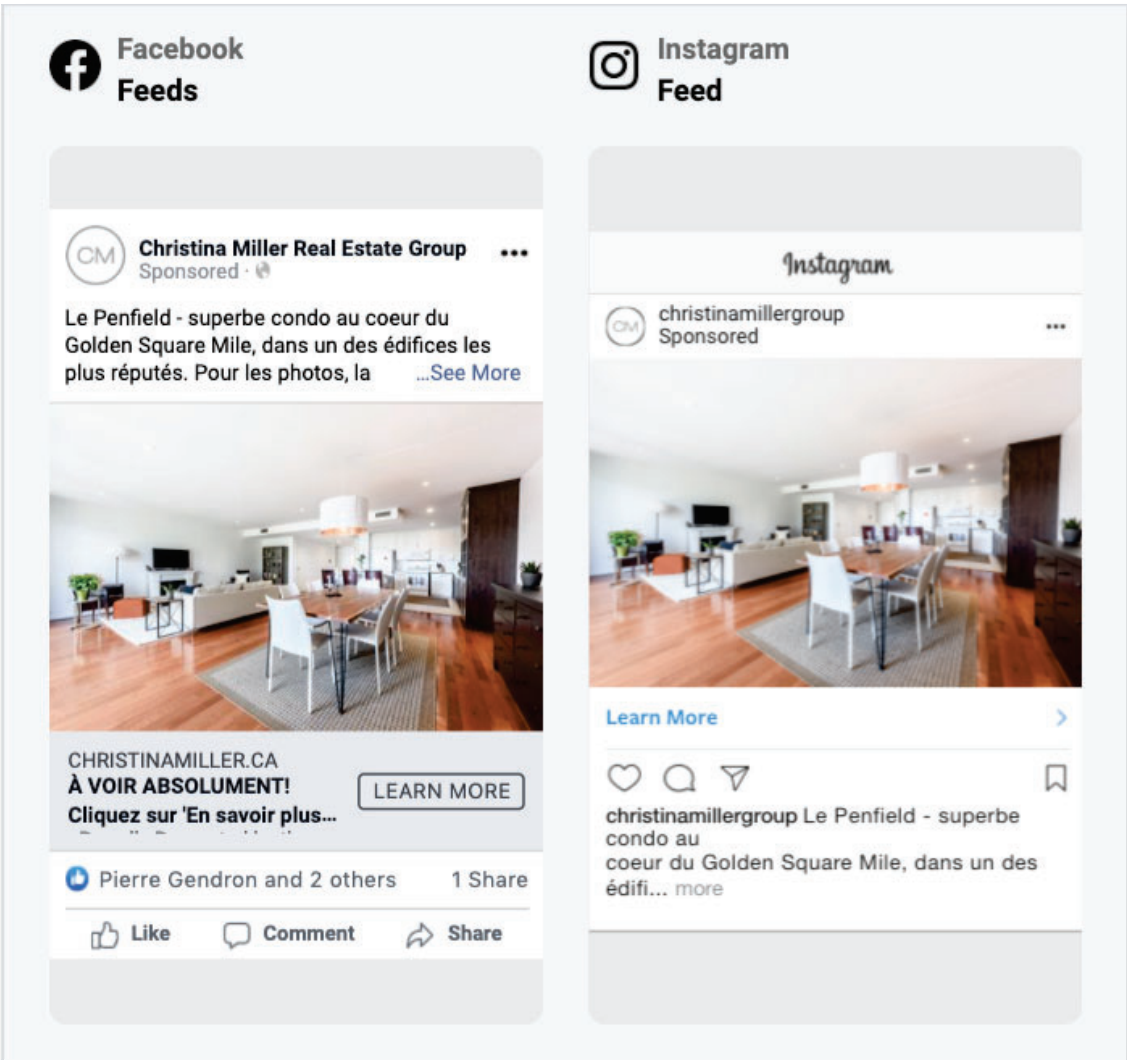 Facebook
Feeds
CM
Christina Miller Real Estate Group
Sponsored ·
Le Penfield - superbe condo au coeur du
Golden Square Mile, dans un des édifices les
plus réputés. Pour les photos, la ...See More
CHRISTINAMILLER.CA
À VOIR ABSOLUMENT!
Cliquez sur 'En savoir plus...
LEARN MORE
Pierre Gendron and 2 others 1 Share
Like Comment Share
Instagram
Feed
Instagram
CM
christinamillergroup
Sponsored
Learn More
christinamillergroup Le Penfield - superbe
condo au
coeur du Golden Square Mile, dans un des
édifi... more